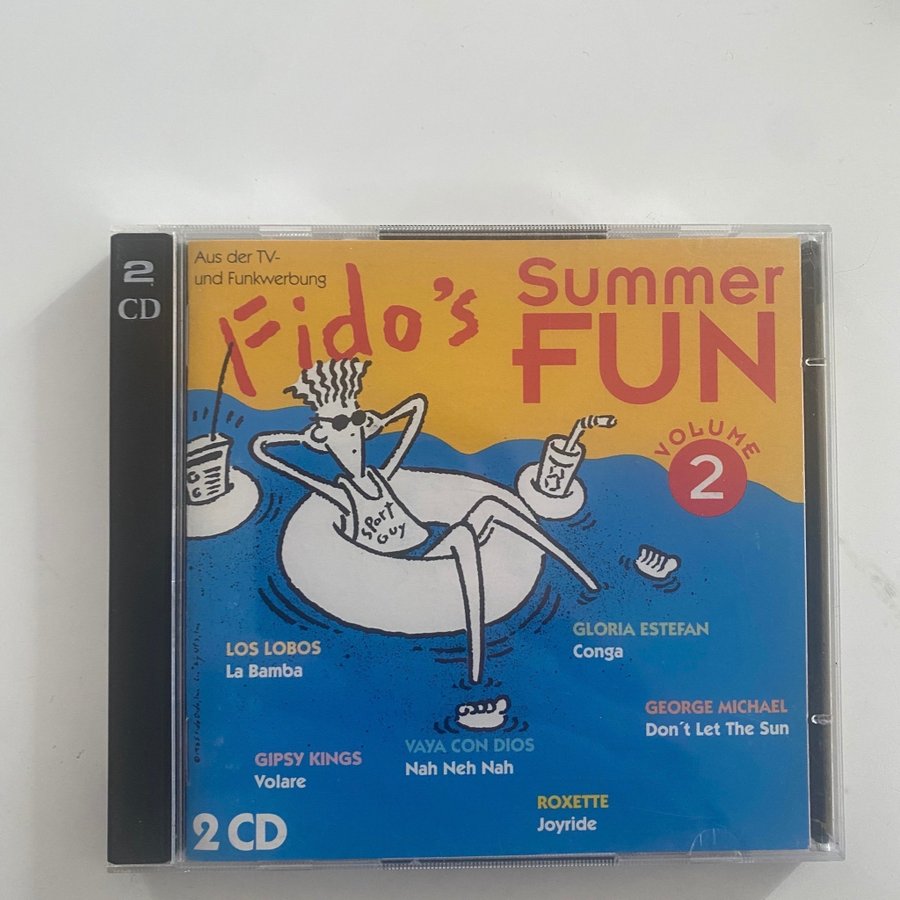 2
CD
Aus der TV-
und Funkwerbung
Fido's
Summer
FUN
VOLUME
2
SPORT
GUY
LOS LOBOS
La Bamba
GLORIA ESTEFAN
Conga
GEORGE MICHAEL
Don´t Let The Sun
VAYA CON DIOS
Nah Neh Nah
GIPSY KINGS
Volare
ROXETTE
Joyride
2 CD